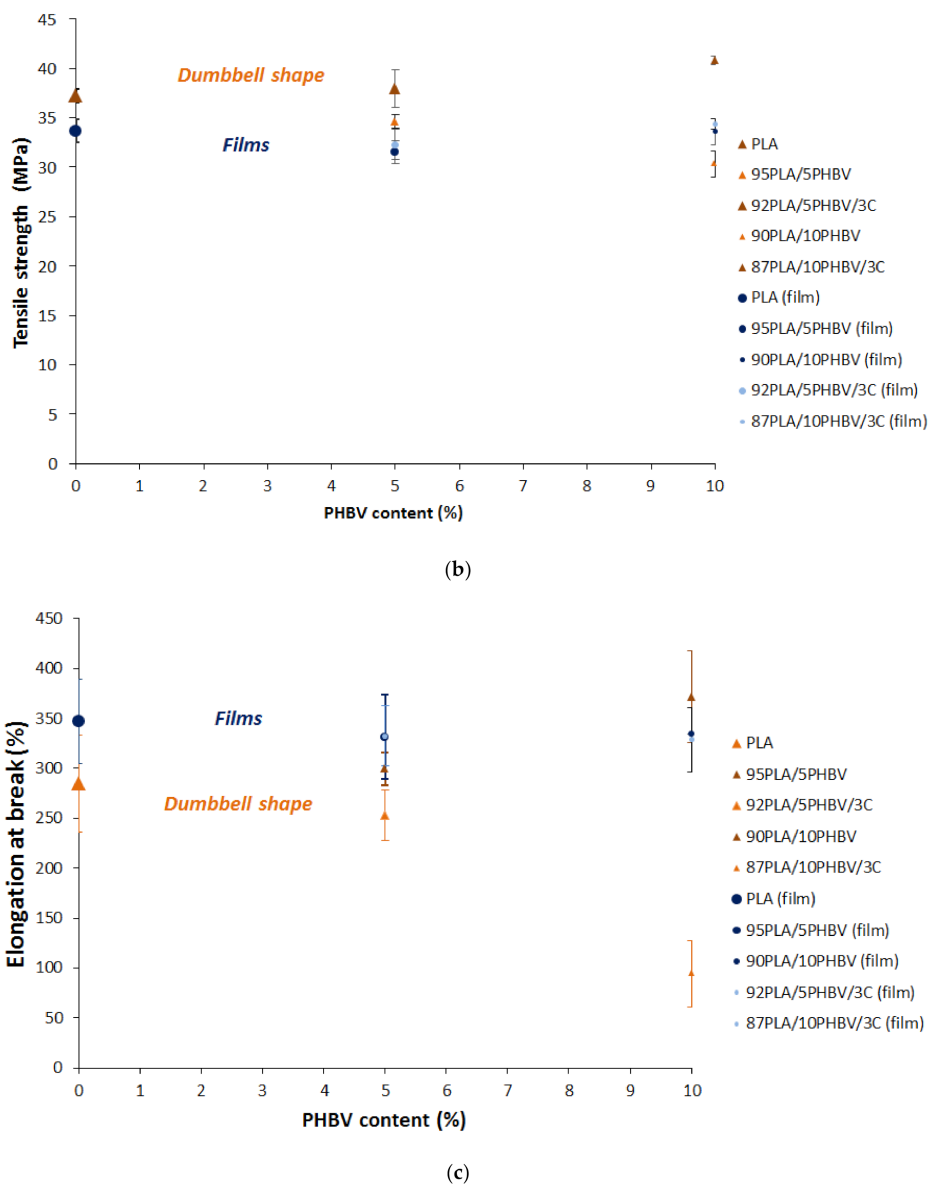 45
40
35
30
25
20
15
10
5
0
Tensile strength (MPa)
Dumbbell shape
Films
0 1 2 3 4 5 6 7 8 9 10
PHBV content (%)
PLA
95PLA/5PHBV
92PLA/5PHBV/3C
90PLA/10PHBV
87PLA/10PHBV/3C
PLA (film)
95PLA/5PHBV (film)
90PLA/10PHBV (film)
92PLA/5PHBV/3C (film)
87PLA/10PHBV/3C (film)
(b)
450
400
350
300
250
200
150
100
50
0
Elongation at break (%)
Films
Dumbbell shape
0 1 2 3 4 5 6 7 8 9 10
PHBV content (%)
PLA
95PLA/5PHBV
92PLA/5PHBV/3C
90PLA/10PHBV
87PLA/10PHBV/3C
PLA (film)
95PLA/5PHBV (film)
90PLA/10PHBV (film)
92PLA/5PHBV/3C (film)
87PLA/10PHBV/3C (film)
(c)